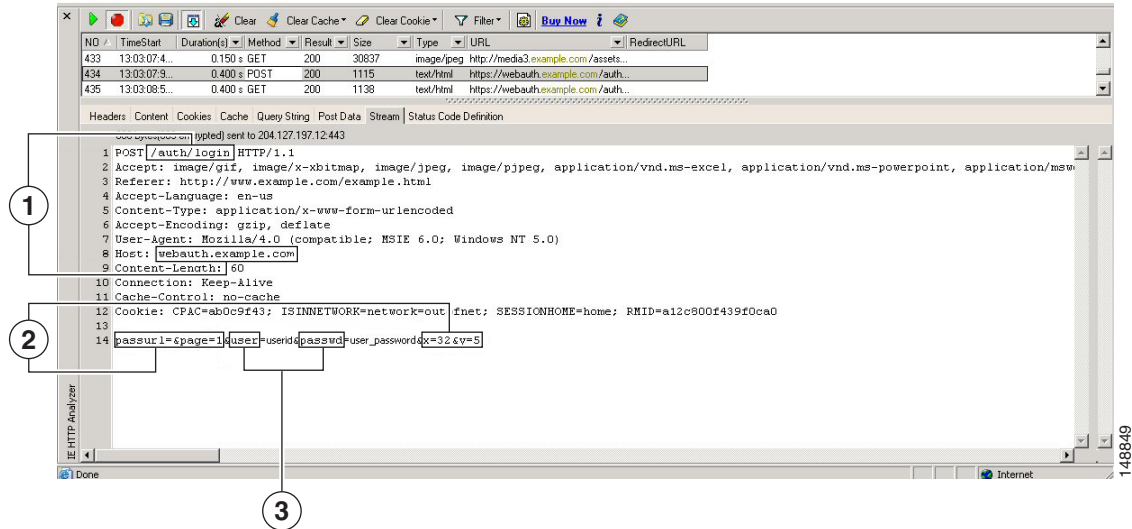 Clear Clear Cache Clear Cookie Filter Buy Now
NO TimeStart Duration(s) Method Result Size Type URL RedirectURL
433 13:03:07:4... 0.150 s GET 200 30837 image/jpeg http://media3.example.com /assets...
434 13:03:07:9... 0.400 s POST 200 1115 text/html https://webauth.example.com /auth...
435 13:03:08:5... 0.400 s GET 200 1138 text/html https://webauth.example.com /auth...
Headers Content Cookies Cache Query String Post Data Stream Status Code Definition
rypted) sent to 204.127.197.12:443
1 POST /auth/login HTTP/1.1
2 Accept: image/gif, image/x-xbitmap, image/jpeg, image/pjpeg, application/vnd.ms-excel, application/vnd.ms-powerpoint, application/msw
3 Referer: http://www.example.com/example.html
4 Accept-Language: en-us
5 Content-Type: application/x-www-form-urlencoded
6 Accept-Encoding: gzip, deflate
7 User-Agent: Mozilla/4.0 (compatible; MSIE 6.0; Windows NT 5.0)
8 Host: webauth.example.com
9 Content-Length: 60
10 Connection: Keep-Alive
11 Cache-Control: no-cache
12 Cookie: CPAC=ab0c9f43; ISINNETWORK=network=out fnet; SESSIONHOME=home; RMID=a12c800f439f0ca0
13
14 passurl=&page=1&user=userid&passwd=user_password&x=32&y=5
1
2
3
IE HTTP Analyzer
Done Internet
148849